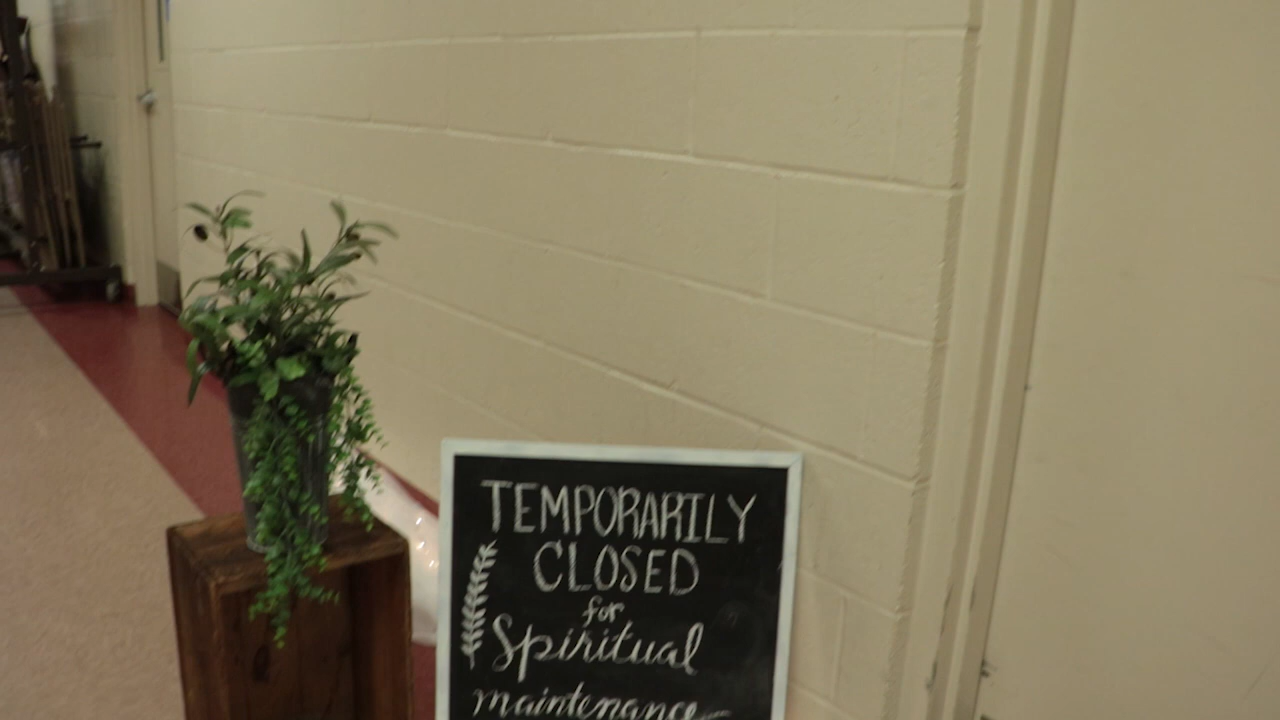 TEMPORARILY
CLOSED
for
Spiritual
maintenance